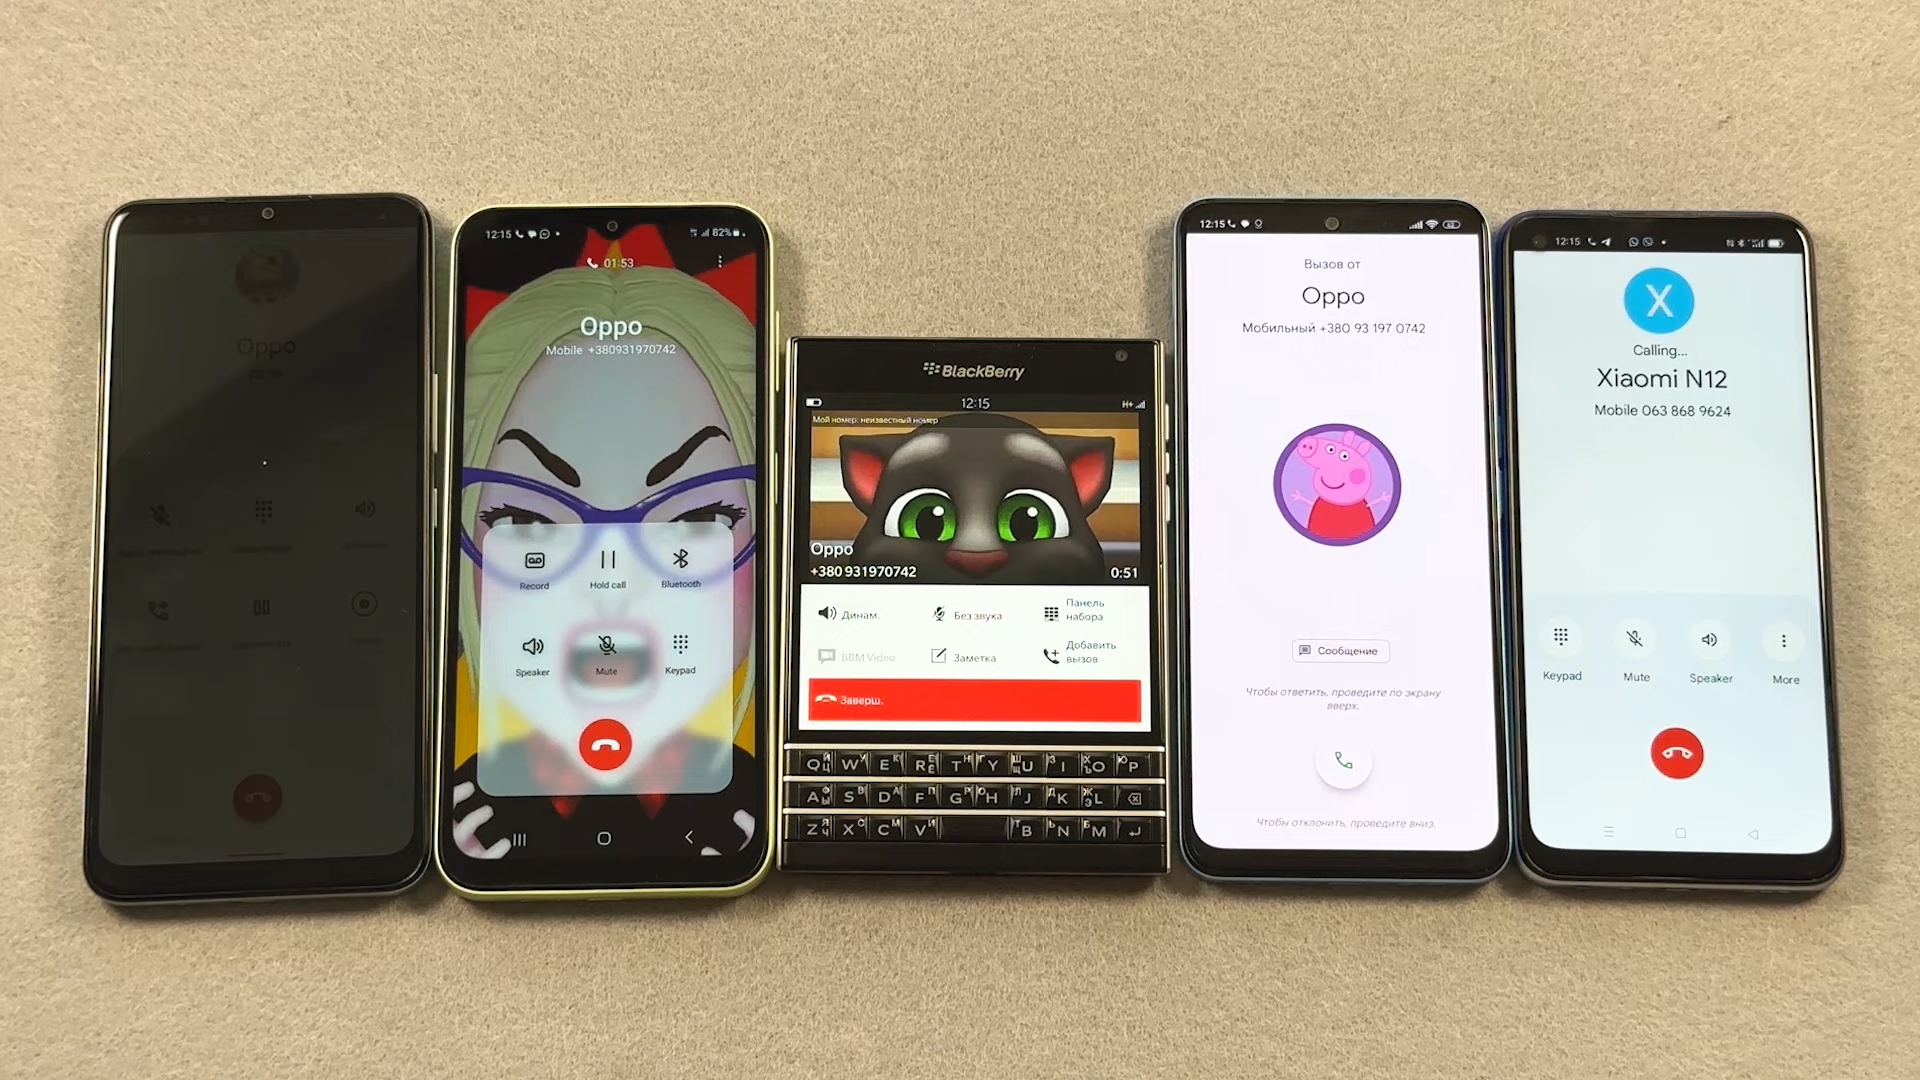 Oppo
12:15
82%
01:53
Oppo
Mobile +380931970742
Record
Hold call
Bluetooth
Speaker
Mute
Keypad
BlackBerry
12:15
H+
Мой номер: неизвестный номер
Oppo
+380 931970742
0:51
Динам.
Без звука
Панель набора
BBM Video
Заметка
Добавить вызов
Заверш.
Q W E R T Y U I O P
A S D F G H J K L
Z X C V B N M
12:15
Вызов от
Oppo
Мобильный +380 93 197 0742
Сообщение
Чтобы ответить, проведите по экрану
вверх.
Чтобы отклонить, проведите вниз.
12:15
X
Calling...
Xiaomi N12
Mobile 063 868 9624
Keypad
Mute
Speaker
More